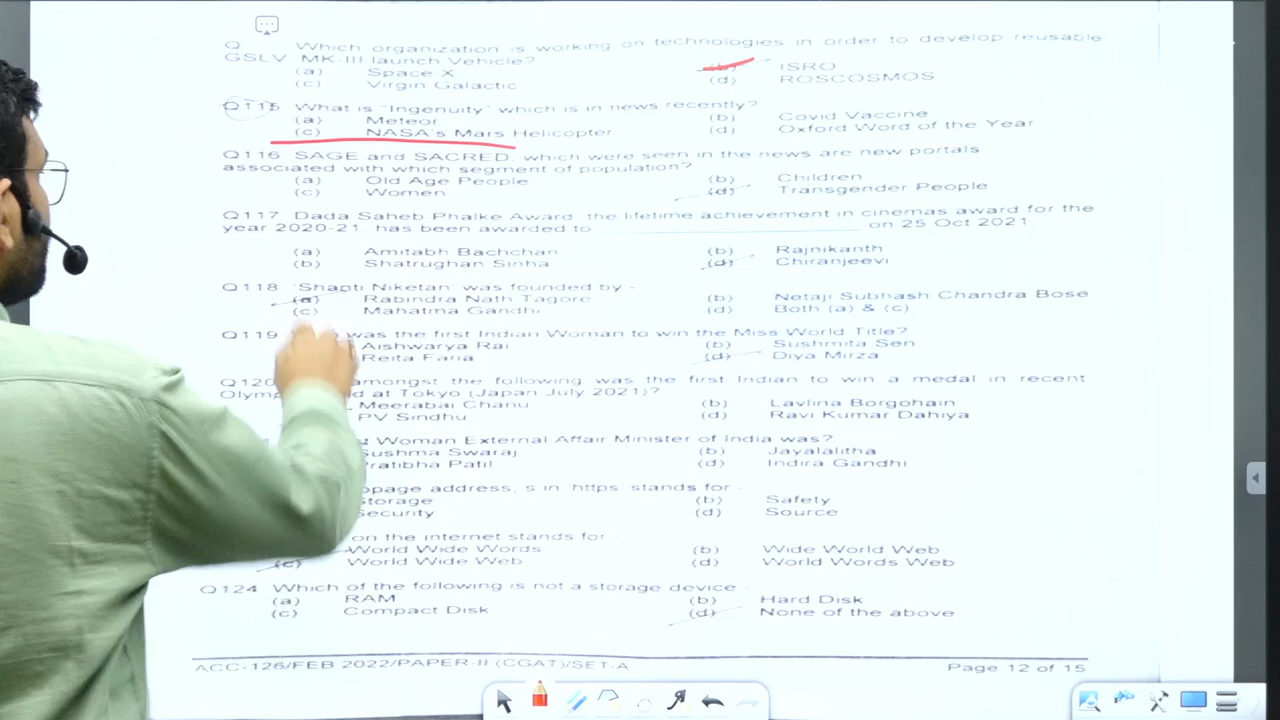 Q Which organization is working on technologies in order to develop reusable
GSLV MK-III launch Vehicle?
(a) Space X (b) ISRO
(c) Virgin Galactic (d) ROSCOSMOS
Q115 What is "Ingenuity' which is in news recently?
(a) Meteor (b) Covid Vaccine
(c) NASA's Mars Helicopter (d) Oxford Word of the Year
Q116 SAGE and SACRED, which were seen in the news are new portals
associated with which segment of population?
(a) Old Age People (b) Children
(c) Women (d) Transgender People
Q117 Dada Saheb Phalke Award, the lifetime achievement in cinemas award for the
year 2020-21, has been awarded to ______ on 25 Oct 2021
(a) Amitabh Bachchan (b) Rajnikanth
(b) Shatrughan Sinha (d) Chiranjeevi
Q118 'Shanti Niketan' was founded by -
(a) Rabindra Nath Tagore (b) Netaji Subhash Chandra Bose
(c) Mahatma Gandhi (d) Both (a) & (c)
Q119 was the first Indian Woman to win the Miss World Title?
Aishwarya Rai (b) Sushmita Sen
Reita Faria (d) Diya Mirza
Q120 amongst the following was the first Indian to win a medal in recent
Olymp d at Tokyo (Japan July 2021)?
Meerabai Chanu (b) Lavlina Borgohain
PV Sindhu (d) Ravi Kumar Dahiya
Woman External Affair Minister of India was?
Sushma Swaraj (b) Jayalalitha
Pratibha Patil (d) Indira Gandhi
page address, s in 'https' stands for -
Storage (b) Safety
Security (d) Source
on the internet stands for -
World Wide Words (b) Wide World Web
(c) World Wide Web (d) World Words Web
Q124 Which of the following is not a storage device -
(a) RAM (b) Hard Disk
(c) Compact Disk (d) None of the above
ACC-126/FEB 2022/PAPER-II (CGAT)/SET-A Page 12 of 15